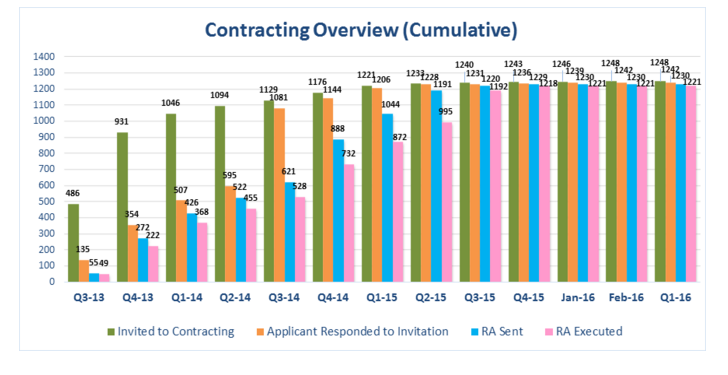 Contracting Overview (Cumulative)
1400
1300
1200
1100
1000
900
800
700
600
500
400
300
200
100
0
486 135 55 49
931 354 272 222
1046 507 426 368
1094 595 522 455
1129 1081 621 528
1176 1144 888 732
1221 1206 1044 872
1233 1228 1191 995
1240 1231 1220 1192
1243 1236 1229 1218
1246 1239 1230 1221
1248 1242 1230 1221
1248 1242 1230 1221
Q3-13 Q4-13 Q1-14 Q2-14 Q3-14 Q4-14 Q1-15 Q2-15 Q3-15 Q4-15 Jan-16 Feb-16 Q1-16
Invited to Contracting Applicant Responded to Invitation RA Sent RA Executed